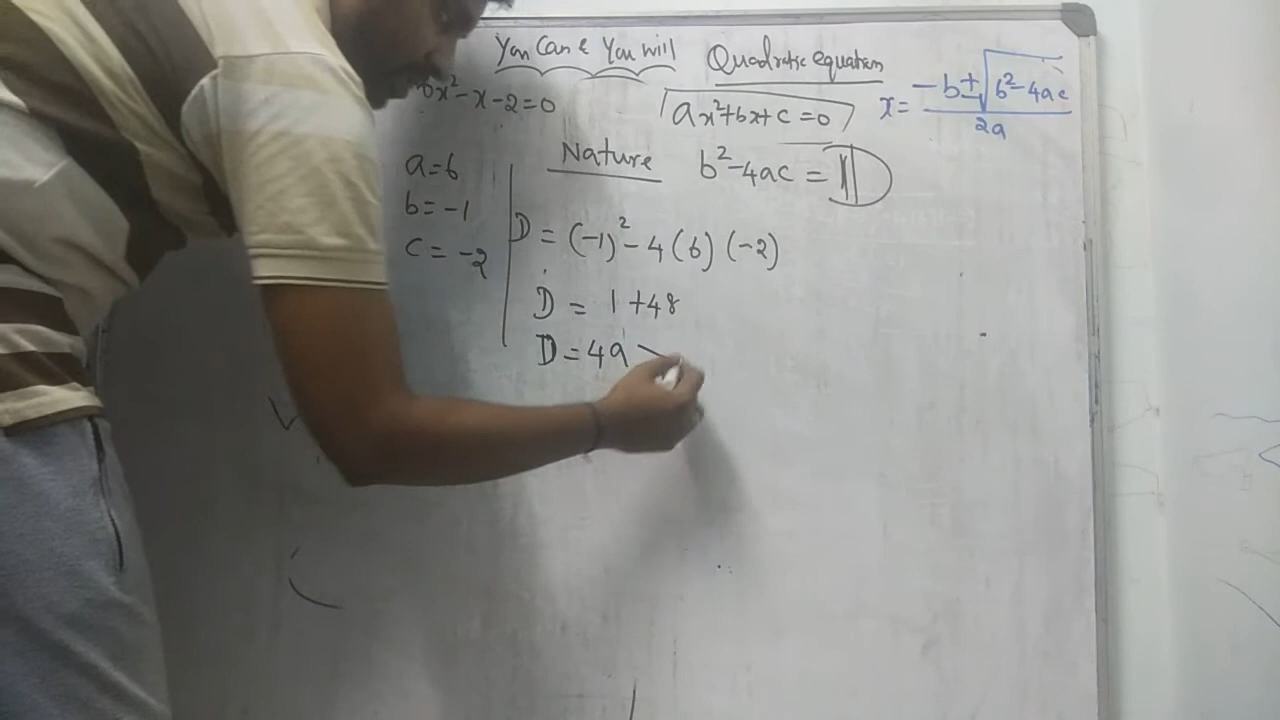 You Can & You Will
Quadratic equation
6x²-x-2=0
ax²+bx+c=0
x= -b±√b²-4ac / 2a
Nature
b²-4ac = D
a=6
b=-1
c=-2
D = (-1)²-4(6)(-2)
D = 1+48
D=49 >